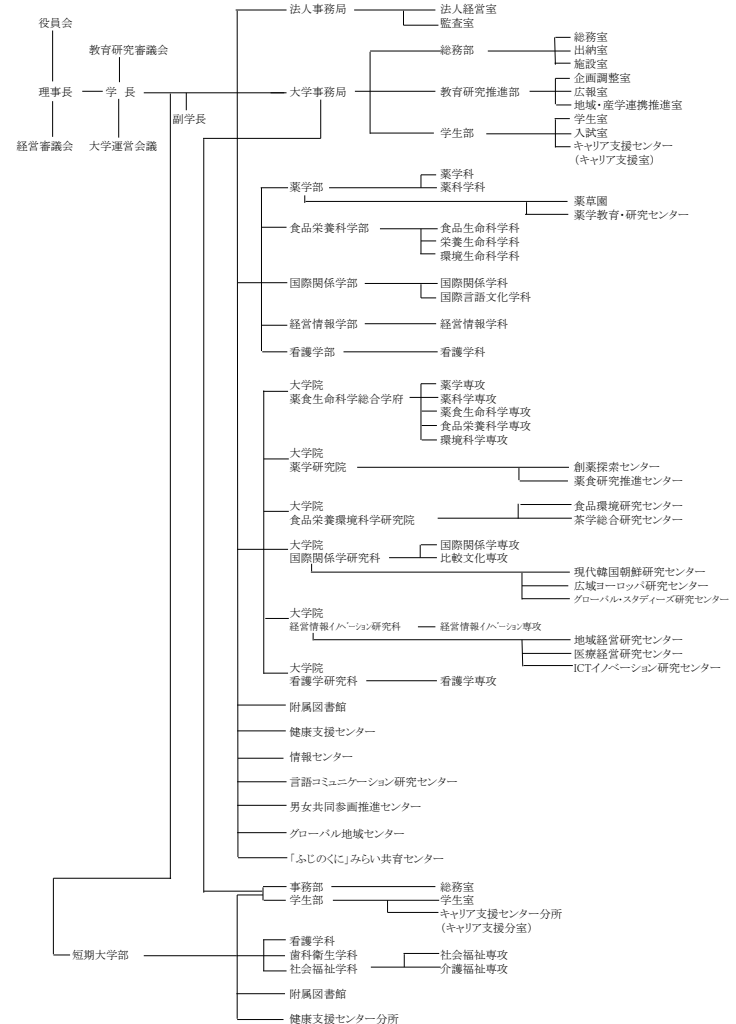 法人事務局
法人経営室
監査室
役員会
教育研究審議会
理事長
学 長
副学長
経営審議会
大学運営会議
大学事務局
総務部
総務室
出納室
施設室
教育研究推進部
企画調整室
広報室
地域・産学連携推進室
学生部
学生室
入試室
キャリア支援センター
(キャリア支援室)
薬学部
薬学科
薬科学科
薬草園
薬学教育・研究センター
食品栄養科学部
食品生命科学科
栄養生命科学科
環境生命科学科
国際関係学部
国際関係学科
国際言語文化学科
経営情報学部
経営情報学科
看護学部
看護学科
大学院
薬食生命科学総合学府
薬学専攻
薬科学専攻
薬食生命科学専攻
食品栄養科学専攻
環境科学専攻
大学院
薬学研究院
創薬探索センター
薬食研究推進センター
大学院
食品栄養環境科学研究院
食品環境研究センター
茶学総合研究センター
大学院
国際関係学研究科
国際関係学専攻
比較文化専攻
現代韓国朝鮮研究センター
広域ヨーロッパ研究センター
グローバル・スタディーズ研究センター
大学院
経営情報イノベーション研究科
経営情報イノベーション専攻
地域経営研究センター
医療経営研究センター
ICTイノベーション研究センター
大学院
看護学研究科
看護学専攻
附属図書館
健康支援センター
情報センター
言語コミュニケーション研究センター
男女共同参画推進センター
グローバル地域センター
「ふじのくに」みらい共育センター
事務部
総務室
学生部
学生室
キャリア支援センター分所
(キャリア支援分室)
短期大学部
看護学科
歯科衛生学科
社会福祉学科
社会福祉専攻
介護福祉専攻
附属図書館
健康支援センター分所